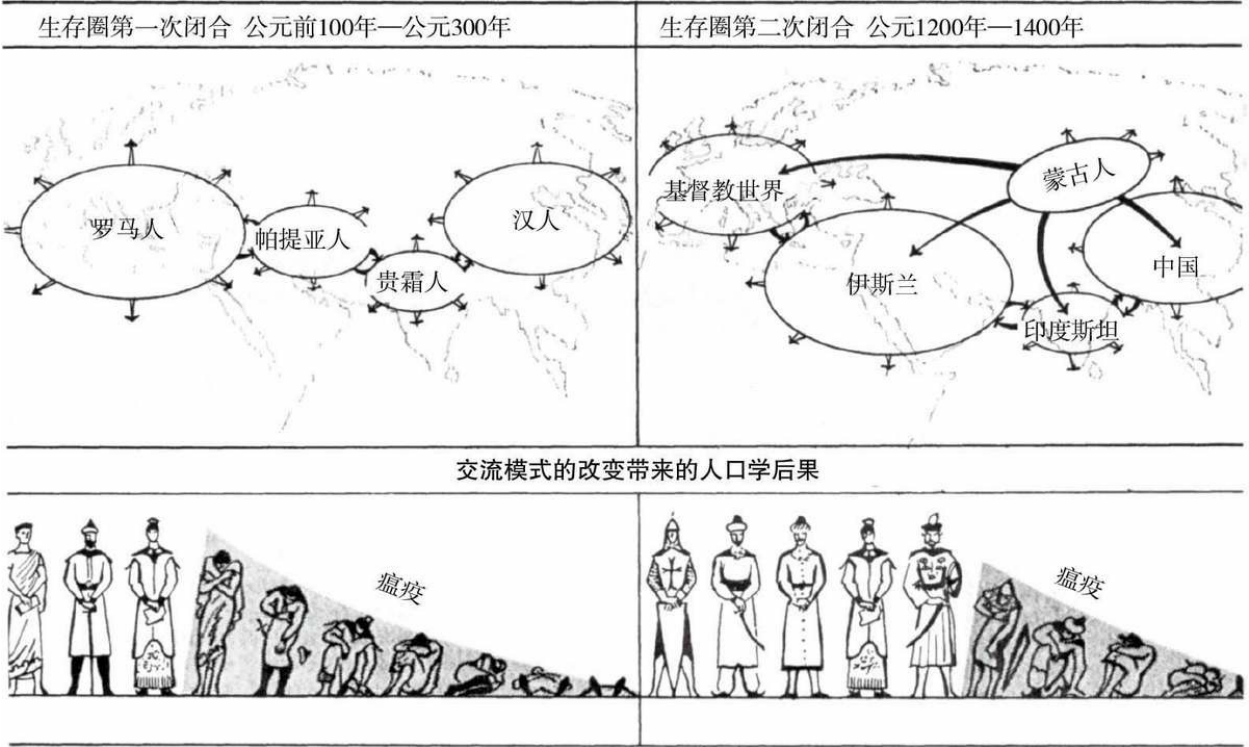 生存圈第一次闭合 公元前100年—公元300年
生存圈第二次闭合 公元1200年—1400年
罗马人
帕提亚人
贵霜人
汉人
基督教世界
蒙古人
伊斯兰
中国
印度斯坦
交流模式的改变带来的人口学后果
瘟疫
瘟疫